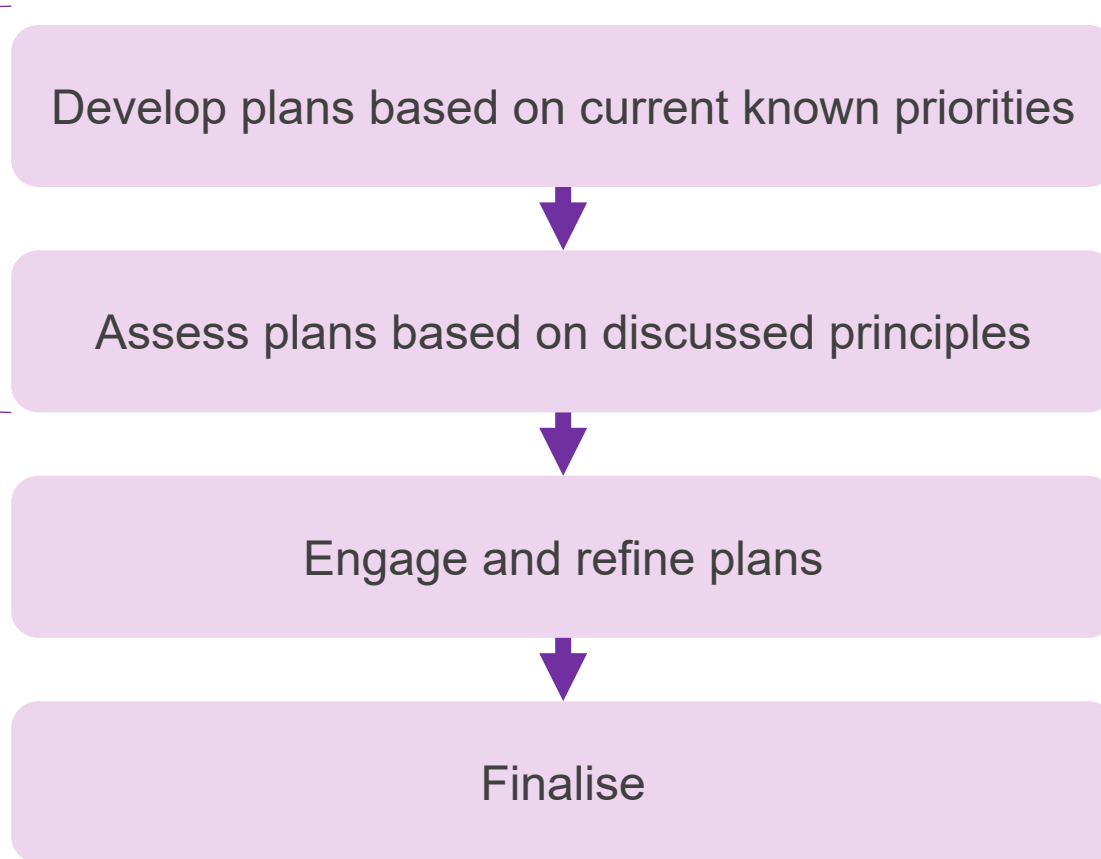 Develop plans based on current known priorities
Assess plans based on discussed principles
Engage and refine plans
Finalise